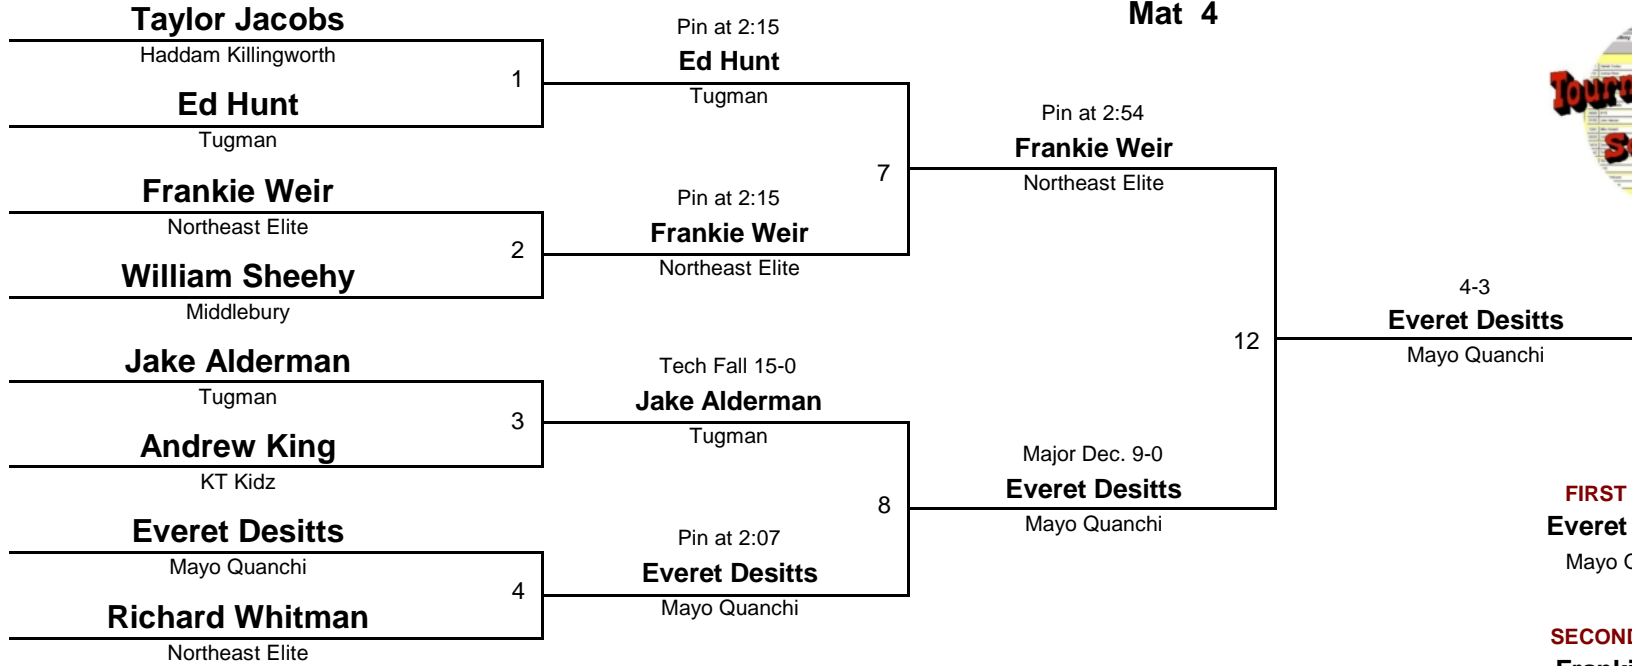 Taylor Jacobs
Haddam Killingworth
1
Ed Hunt
Tugman
Frankie Weir
Northeast Elite
2
William Sheehy
Middlebury
Jake Alderman
Tugman
3
Andrew King
KT Kidz
Everet Desitts
Mayo Quanchi
4
Richard Whitman
Northeast Elite
Pin at 2:15
Ed Hunt
Tugman
7
Pin at 2:15
Frankie Weir
Northeast Elite
Tech Fall 15-0
Jake Alderman
Tugman
8
Pin at 2:07
Everet Desitts
Mayo Quanchi
Mat 4
Pin at 2:54
Frankie Weir
Northeast Elite
12
Major Dec. 9-0
Everet Desitts
Mayo Quanchi
4-3
Everet Desitts
Mayo Quanchi
FIRST
Everet
Mayo
SECOND